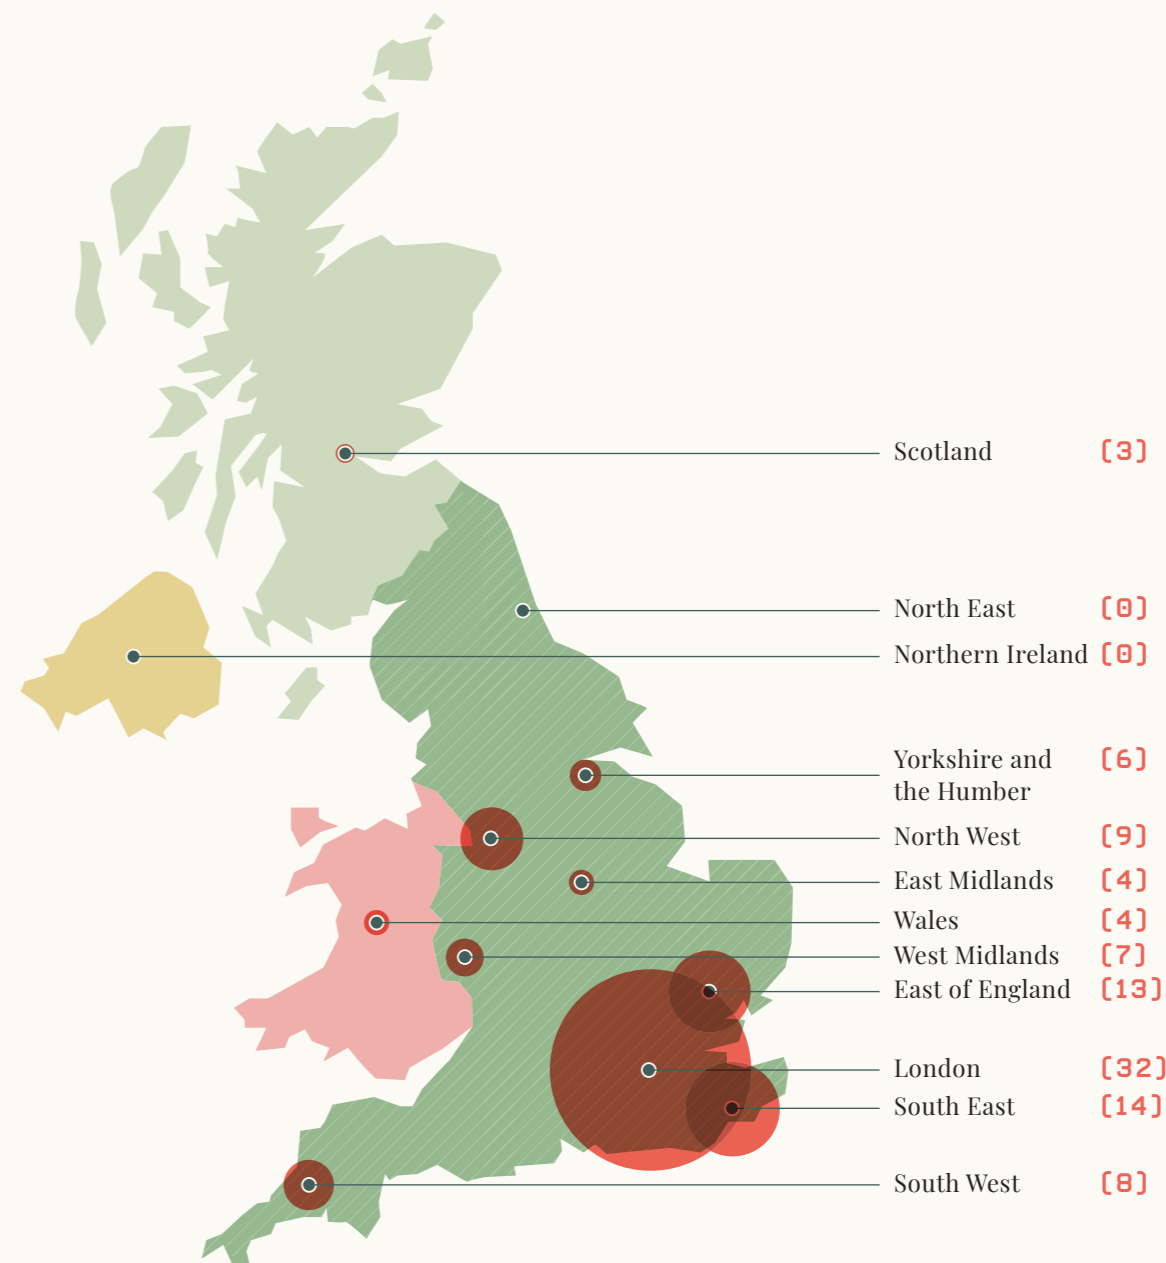 Scotland [3]
North East [0]
Northern Ireland [0]
Yorkshire and [6]
the Humber
North West [9]
East Midlands [4]
Wales [4]
West Midlands [7]
East of England [13]
London [32]
South East [14]
South West [8]